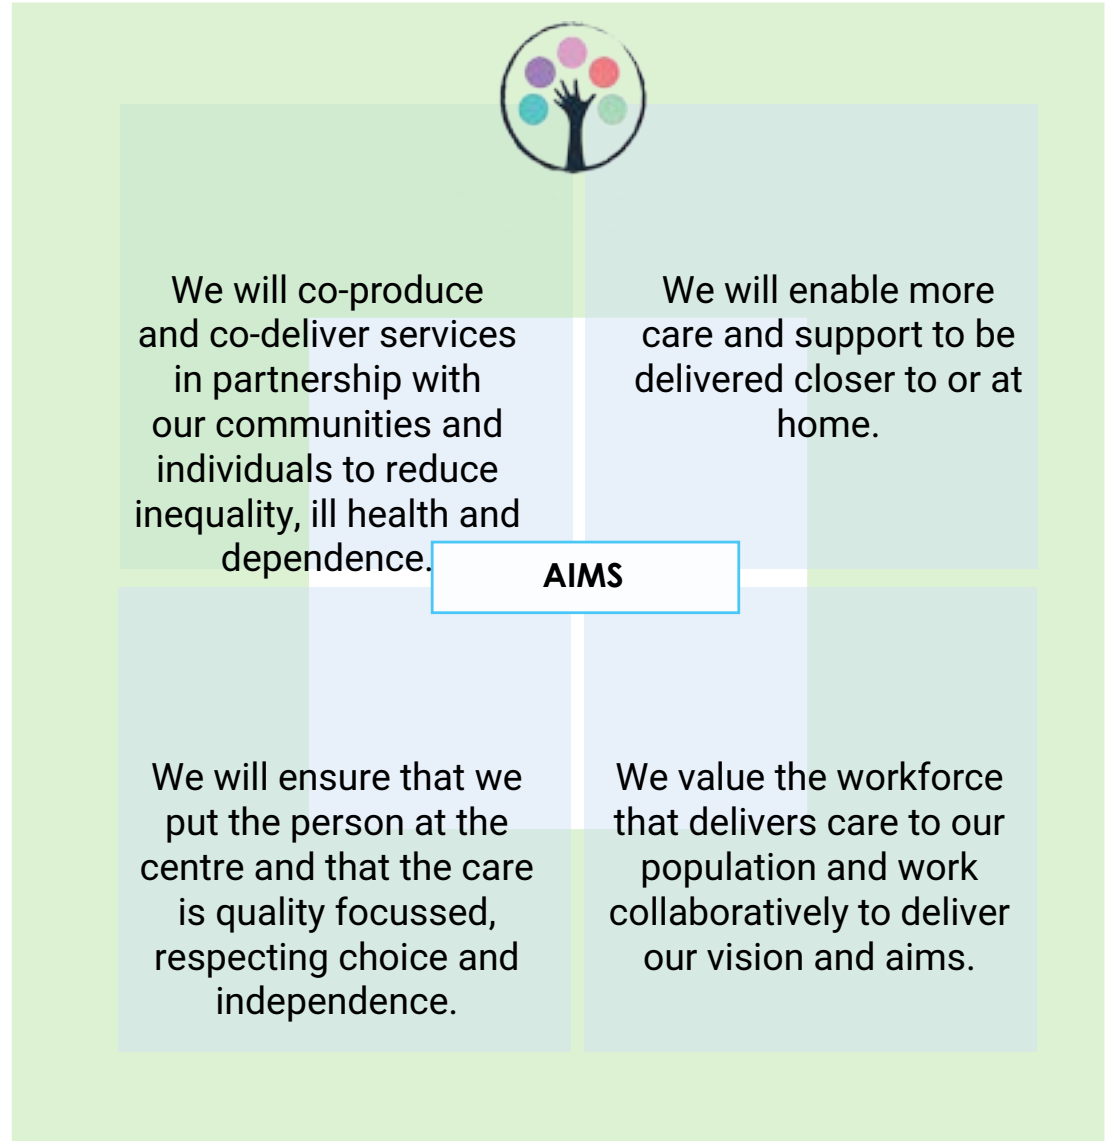 We will co-produce
and co-deliver services
in partnership with
our communities and
individuals to reduce
inequality, ill health and
dependence.
We will enable more
care and support to be
delivered closer to or at
home.
AIMS
We will ensure that we
put the person at the
centre and that the care
is quality focussed,
respecting choice and
independence.
We value the workforce
that delivers care to our
population and work
collaboratively to deliver
our vision and aims.